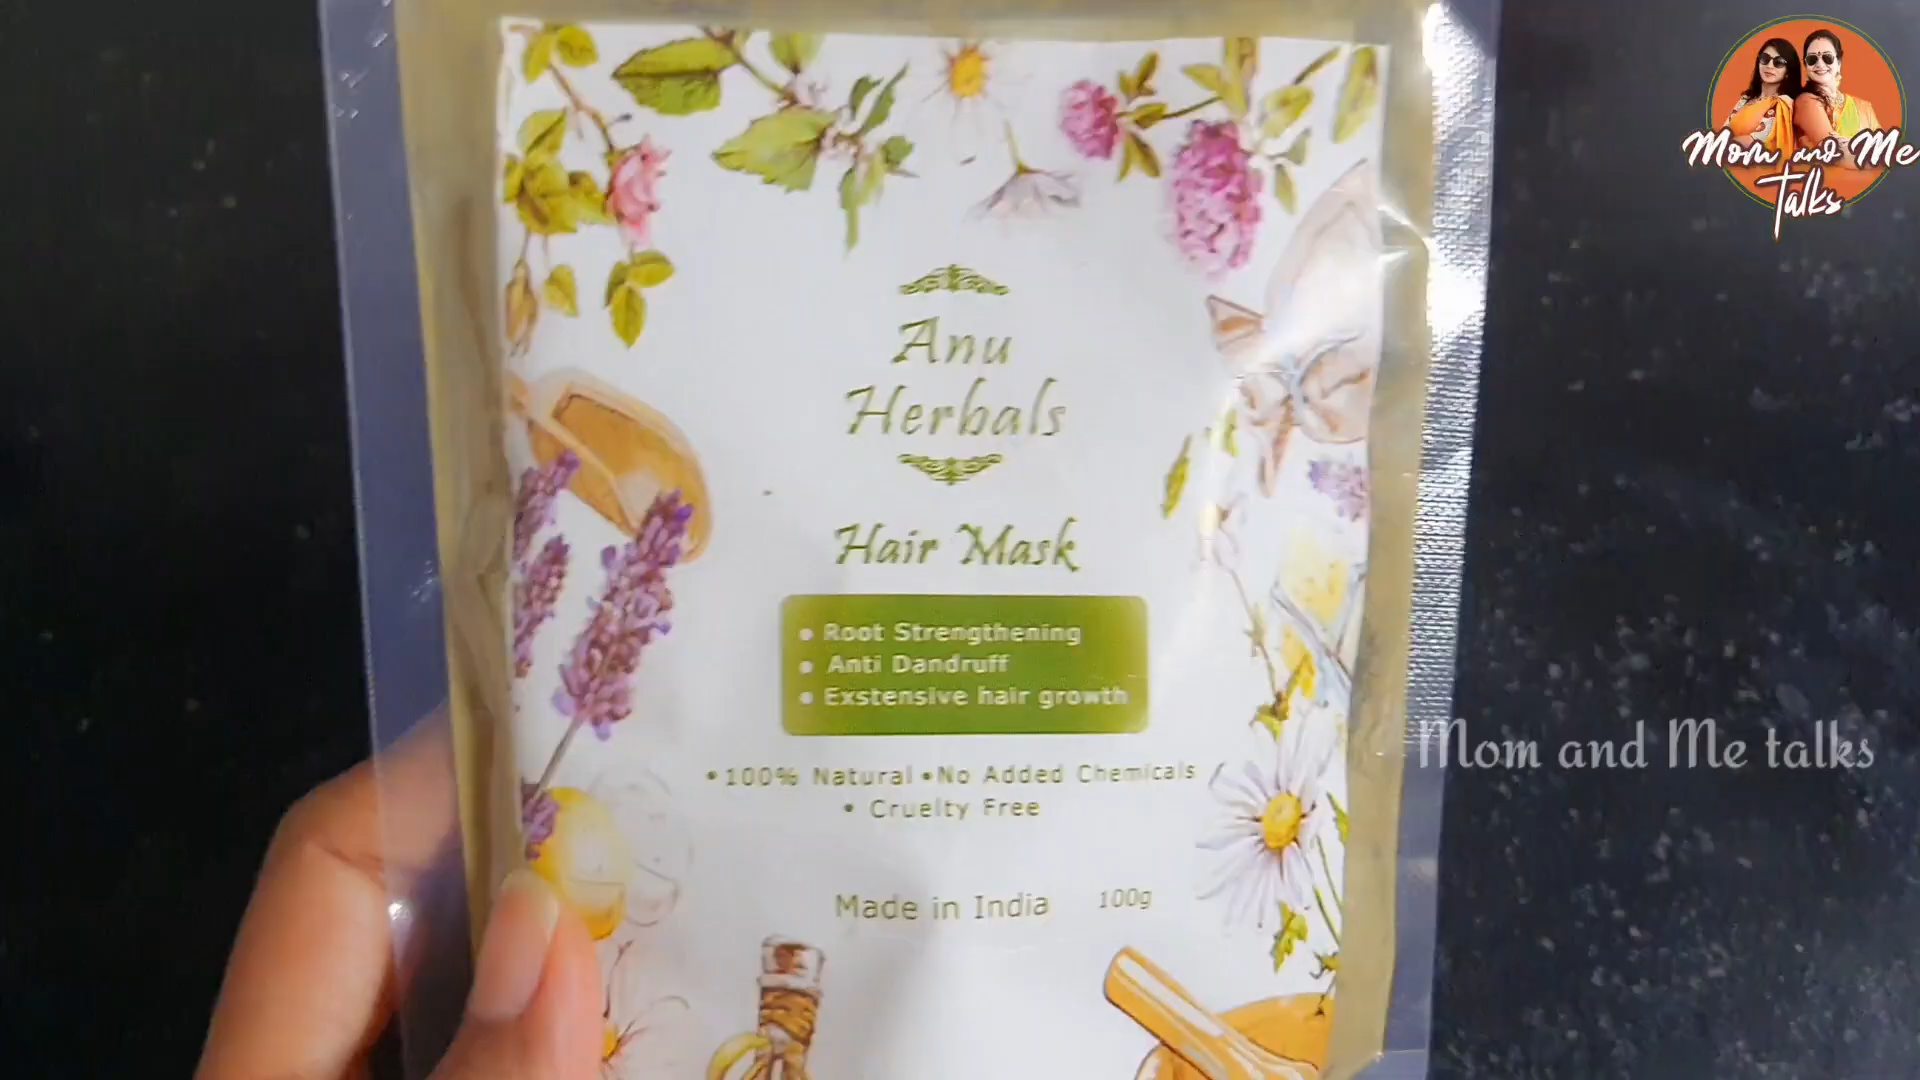 Mom and Me
Talks
Anu
Herbals
Hair Mask
• Root Strengthening
• Anti Dandruff
• Exstensive hair growth
• 100% Natural • No Added Chemicals
• Cruelty Free
Made in India 100g
Mom and Me talks